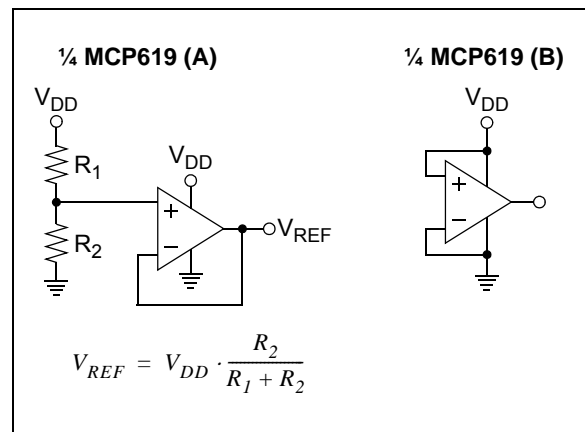 ¼ MCP619 (A)
¼ MCP619 (B)
V_DD
V_DD
R_1
V_DD
+
+
–
V_REF
R_2
–
V_REF = V_DD · R_2 / (R_1 + R_2)